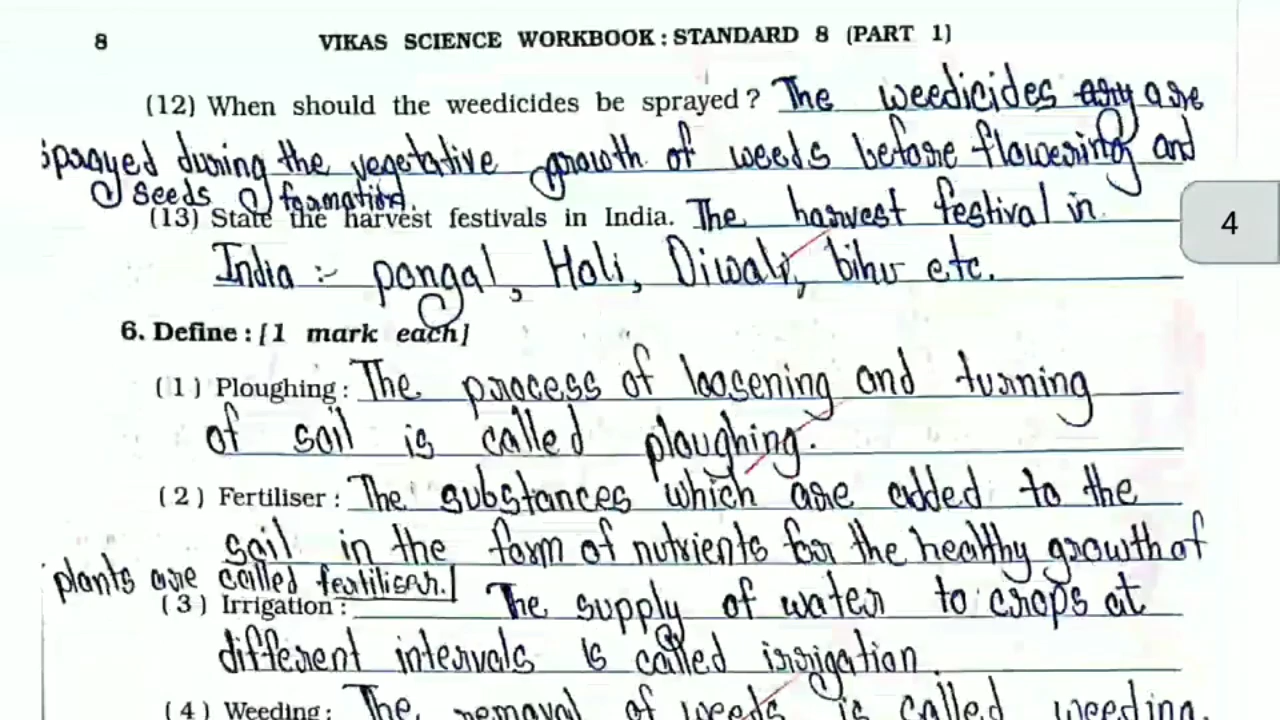 8 VIKAS SCIENCE WORKBOOK : STANDARD 8 (PART 1)
(12) When should the weedicides be sprayed ? The weedicides are
sprayed during the vegetative growth of weeds before flowering and
seeds formation.
(13) State the harvest festivals in India. The harvest festival in
India :- pongal, Holi, Diwali, bihu etc.
4
6. Define : [1 mark each]
(1) Ploughing : The process of loosening and turning
of soil is called ploughing.
(2) Fertiliser : The substances which are added to the
soil in the form of nutrients for the healthy growth of
plants are called fertiliser.
(3) Irrigation : The supply of water to crops at
different intervals is called irrigation.
(4) Weeding : The removal of weeds is called weeding.